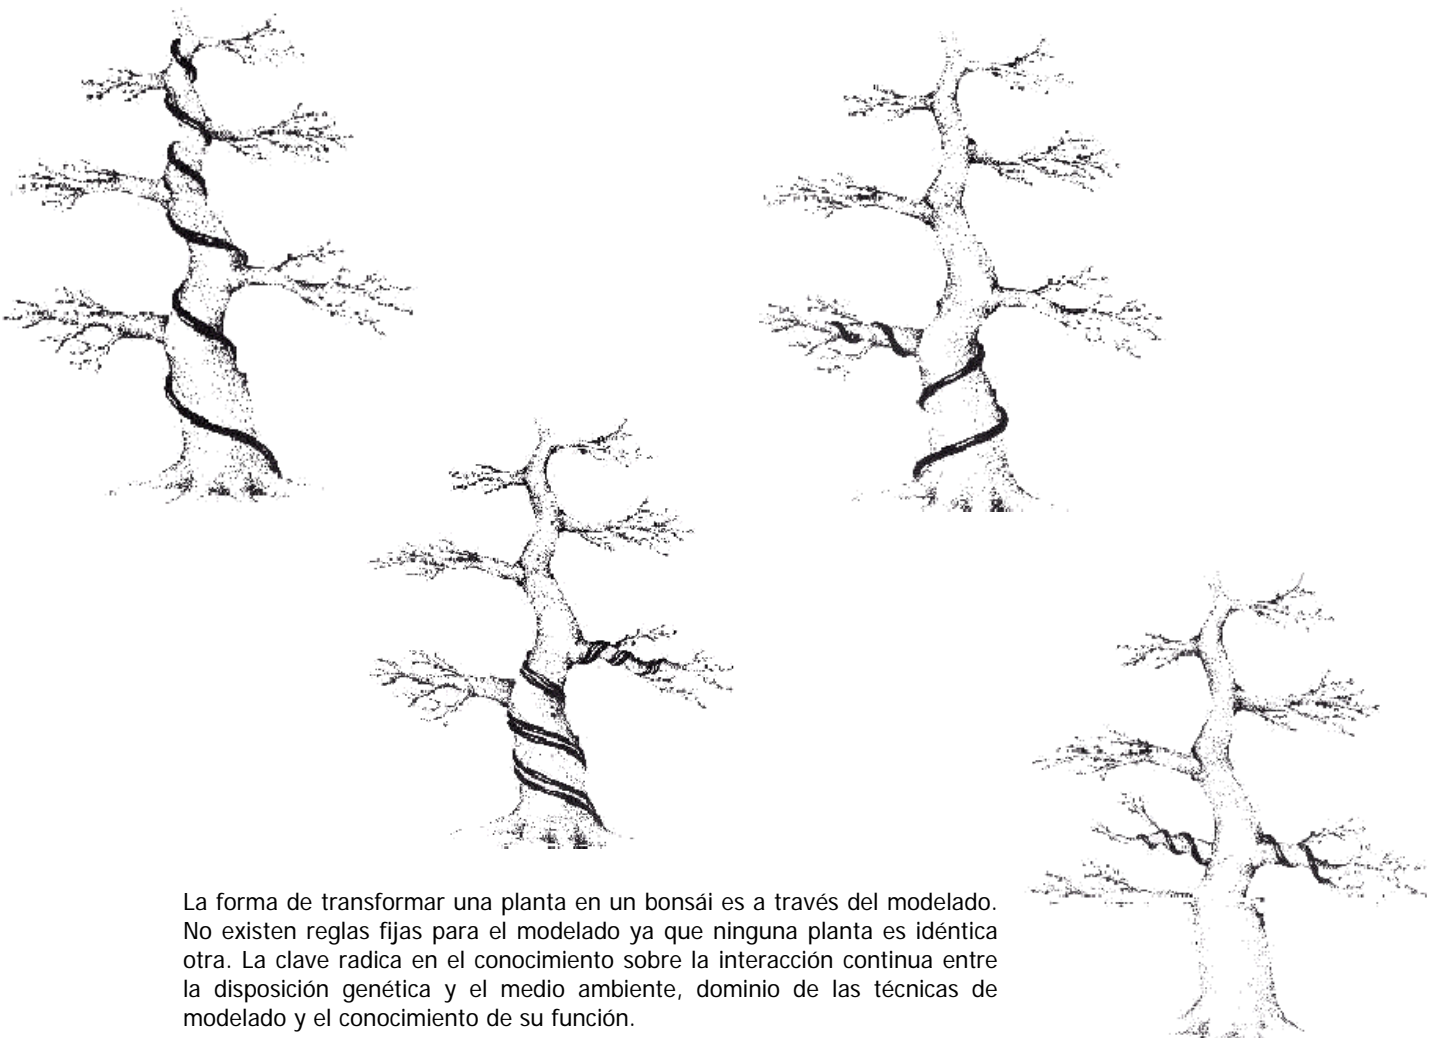 La forma de transformar una planta en un bonsái es a través del modelado.
No existen reglas fijas para el modelado ya que ninguna planta es idéntica
otra. La clave radica en el conocimiento sobre la interacción continua entre
la disposición genética y el medio ambiente, dominio de las técnicas de
modelado y el conocimiento de su función.